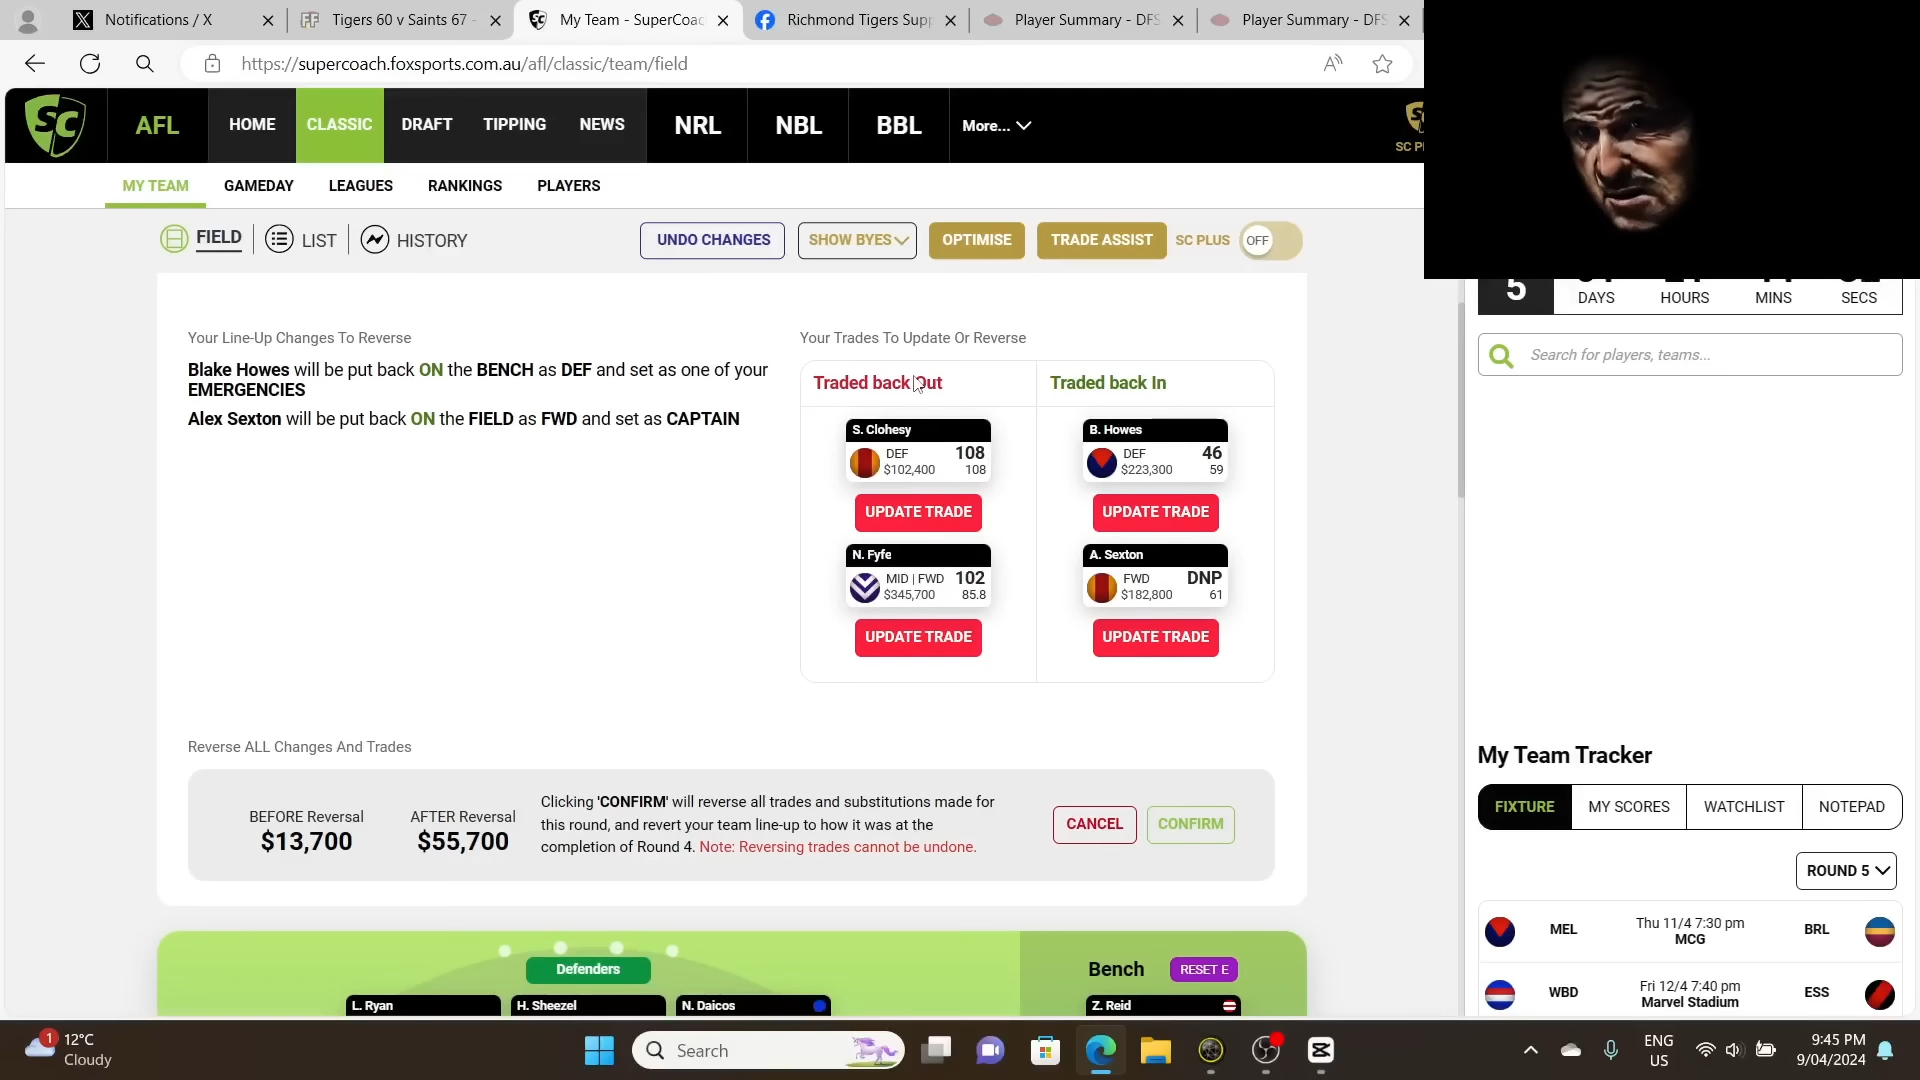 Notifications / X
Tigers 60 v Saints 67 -
My Team - SuperCoac
Richmond Tigers Supp
Player Summary - DFS
Player Summary - DFS
https://supercoach.foxsports.com.au/afl/classic/team/field
SC
AFL
HOME
CLASSIC
DRAFT
TIPPING
NEWS
NRL
NBL
BBL
More...
MY TEAM
GAMEDAY
LEAGUES
RANKINGS
PLAYERS
FIELD
LIST
HISTORY
UNDO CHANGES
SHOW BYES
OPTIMISE
TRADE ASSIST
SC PLUS
OFF
5
DAYS
HOURS
MINS
SECS
Search for players, teams...
Your Line-Up Changes To Reverse
Blake Howes will be put back ON the BENCH as DEF and set as one of your
EMERGENCIES
Alex Sexton will be put back ON the FIELD as FWD and set as CAPTAIN
Your Trades To Update Or Reverse
Traded back Out
Traded back In
S. Clohesy
DEF 108
$102,400 108
UPDATE TRADE
B. Howes
DEF 46
$223,300 59
UPDATE TRADE
N. Fyfe
MID | FWD 102
$345,700 85.8
UPDATE TRADE
A. Sexton
FWD DNP
$182,800 61
UPDATE TRADE
Reverse ALL Changes And Trades
BEFORE Reversal
$13,700
AFTER Reversal
$55,700
Clicking 'CONFIRM' will reverse all trades and substitutions made for
this round, and revert your team line-up to how it was at the
completion of Round 4. Note: Reversing trades cannot be undone.
CANCEL
CONFIRM
My Team Tracker
FIXTURE
MY SCORES
WATCHLIST
NOTEPAD
ROUND 5
MEL
Thu 11/4 7:30 pm
MCG
BRL
WBD
Fri 12/4 7:40 pm
Marvel Stadium
ESS
Defenders
Bench
RESET E
L. Ryan
H. Sheezel
N. Daicos
Z. Reid
1
12°C
Cloudy
Search
ENG
US
9:45 PM
9/04/2024